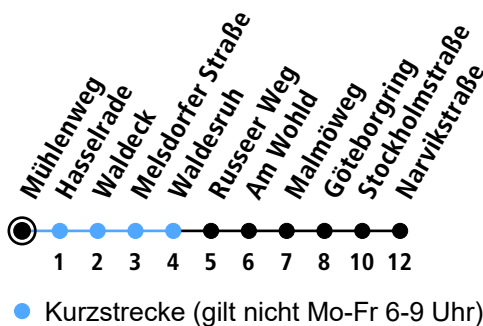 Mühlenweg
Hasselrade
Waldeck
Melsdorfer Straße
Waldesruh
Russeer Weg
Am Wohld
Malmöweg
Göteborgring
Stockholmstraße
Narvikstraße
1 2 3 4 5 6 7 8 10 12
Kurzstrecke (gilt nicht Mo-Fr 6-9 Uhr)